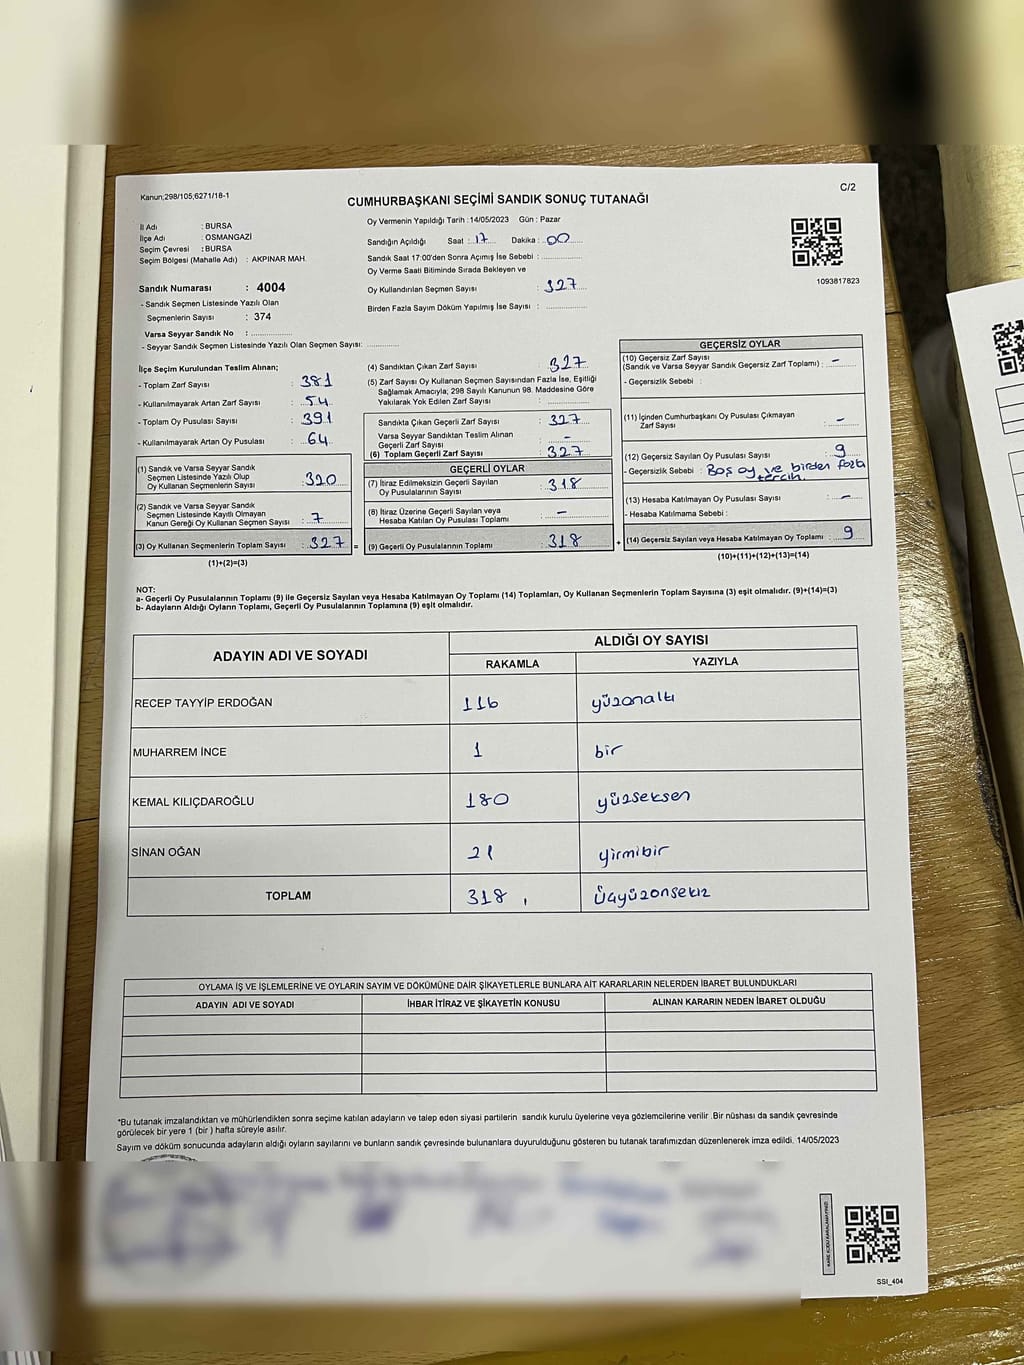 Kanun;298/105;6271/18-1
C/2
CUMHURBAŞKANI SEÇİMİ SANDIK SONUÇ TUTANAĞI
İl Adı : BURSA
İlçe Adı : OSMANGAZİ
Seçim Çevresi : BURSA
Seçim Bölgesi (Mahalle Adı) : AKPINAR MAH.
Sandık Numarası : 4004
- Sandık Seçmen Listesinde Yazılı Olan
Seçmenlerin Sayısı : 374
Varsa Seyyar Sandık No : ..............
- Seyyar Sandık Seçmen Listesinde Yazılı Olan Seçmen Sayısı: ............
Oy Vermenin Yapıldığı Tarih :14/05/2023 Gün : Pazar
Sandığın Açıldığı Saat : 17 Dakika : 00
Sandık Saat 17:00'den Sonra Açılmış İse Sebebi : ..............
Oy Verme Saati Bitiminde Sırada Bekleyen ve
Oy Kullandırılan Seçmen Sayısı : 327
Birden Fazla Sayım Döküm Yapılmış İse Sayısı : ..............
1093817823
İlçe Seçim Kurulundan Teslim Alınan;
- Toplam Zarf Sayısı : 381
- Kullanılmayarak Artan Zarf Sayısı : 54
- Toplam Oy Pusulası Sayısı : 391
- Kullanılmayarak Artan Oy Pusulası : 64
(1) Sandık ve Varsa Seyyar Sandık
Seçmen Listesinde Yazılı Olup
Oy Kullanan Seçmenlerin Sayısı : 320
(2) Sandık ve Varsa Seyyar Sandık
Seçmen Listesinde Kayıtlı Olmayan
Kanun Gereği Oy Kullanan Seçmen Sayısı : 7
(3) Oy Kullanan Seçmenlerin Toplam Sayısı : 327 =
(1)+(2)=(3)
(4) Sandıktan Çıkan Zarf Sayısı : 327
(5) Zarf Sayısı Oy Kullanan Seçmen Sayısından Fazla İse, Eşitliği
Sağlamak Amacıyla; 298 Sayılı Kanunun 98. Maddesine Göre
Yakılarak Yok Edilen Zarf Sayısı : ..............
Sandıkta Çıkan Geçerli Zarf Sayısı : 327
Varsa Seyyar Sandıktan Teslim Alınan
Geçerli Zarf Sayısı : -
(6) Toplam Geçerli Zarf Sayısı : 327
GEÇERLİ OYLAR
(7) İtiraz Edilmeksizin Geçerli Sayılan
Oy Pusulalarının Sayısı : 318
(8) İtiraz Üzerine Geçerli Sayılan veya
Hesaba Katılan Oy Pusulası Toplamı : -
(9) Geçerli Oy Pusulalarının Toplamı : 318 +
GEÇERSİZ OYLAR
(10) Geçersiz Zarf Sayısı
(Sandık ve Varsa Seyyar Sandık Geçersiz Zarf Toplamı) : -
- Geçersizlik Sebebi :
(11) İçinden Cumhurbaşkanı Oy Pusulası Çıkmayan
Zarf Sayısı : -
(12) Geçersiz Sayılan Oy Pusulası Sayısı : 9
- Geçersizlik Sebebi : Boş oy ve birden fazla
tercih.
(13) Hesaba Katılmayan Oy Pusulası Sayısı : -
- Hesaba Katılmama Sebebi :
(14) Geçersiz Sayılan veya Hesaba Katılmayan Oy Toplamı : 9
(10)+(11)+(12)+(13)=(14)
NOT:
a- Geçerli Oy Pusulalarının Toplamı (9) ile Geçersiz Sayılan veya Hesaba Katılmayan Oy Toplamı (14) Toplamları, Oy Kullanan Seçmenlerin Toplam Sayısına (3) eşit olmalıdır. (9)+(14)=(3)
b- Adayların Aldığı Oyların Toplamı, Geçerli Oy Pusulalarının Toplamına (9) eşit olmalıdır.
ADAYIN ADI VE SOYADI
ALDIĞI OY SAYISI
RAKAMLA YAZIYLA
RECEP TAYYİP ERDOĞAN 116 yüzonaltı
MUHARREM İNCE 1 bir
KEMAL KILIÇDAROĞLU 180 yüzseksen
SİNAN OĞAN 21 yirmibir
TOPLAM 318 Üçyüzonsekiz
OYLAMA İŞ VE İŞLEMLERİNE VE OYLARIN SAYIM VE DÖKÜMÜNE DAİR ŞİKAYETLERLE BUNLARA AİT KARARLARIN NELERDEN İBARET BULUNDUKLARI
ADAYIN ADI VE SOYADI İHBAR İTİRAZ VE ŞİKAYETİN KONUSU ALINAN KARARIN NEDEN İBARET OLDUĞU
*Bu tutanak imzalandıktan ve mühürlendikten sonra seçime katılan adayların ve talep eden siyasi partilerin sandık kurulu üyelerine veya gözlemcilerine verilir .Bir nüshası da sandık çevresinde
görülecek bir yere 1 (bir ) hafta süreyle asılır.
Sayım ve döküm sonucunda adayların aldığı oyların sayılarını ve bunların sandık çevresinde bulunanlara duyurulduğunu gösteren bu tutanak tarafımızdan düzenlenerek imza edildi. 14/05/2023
SSI_404